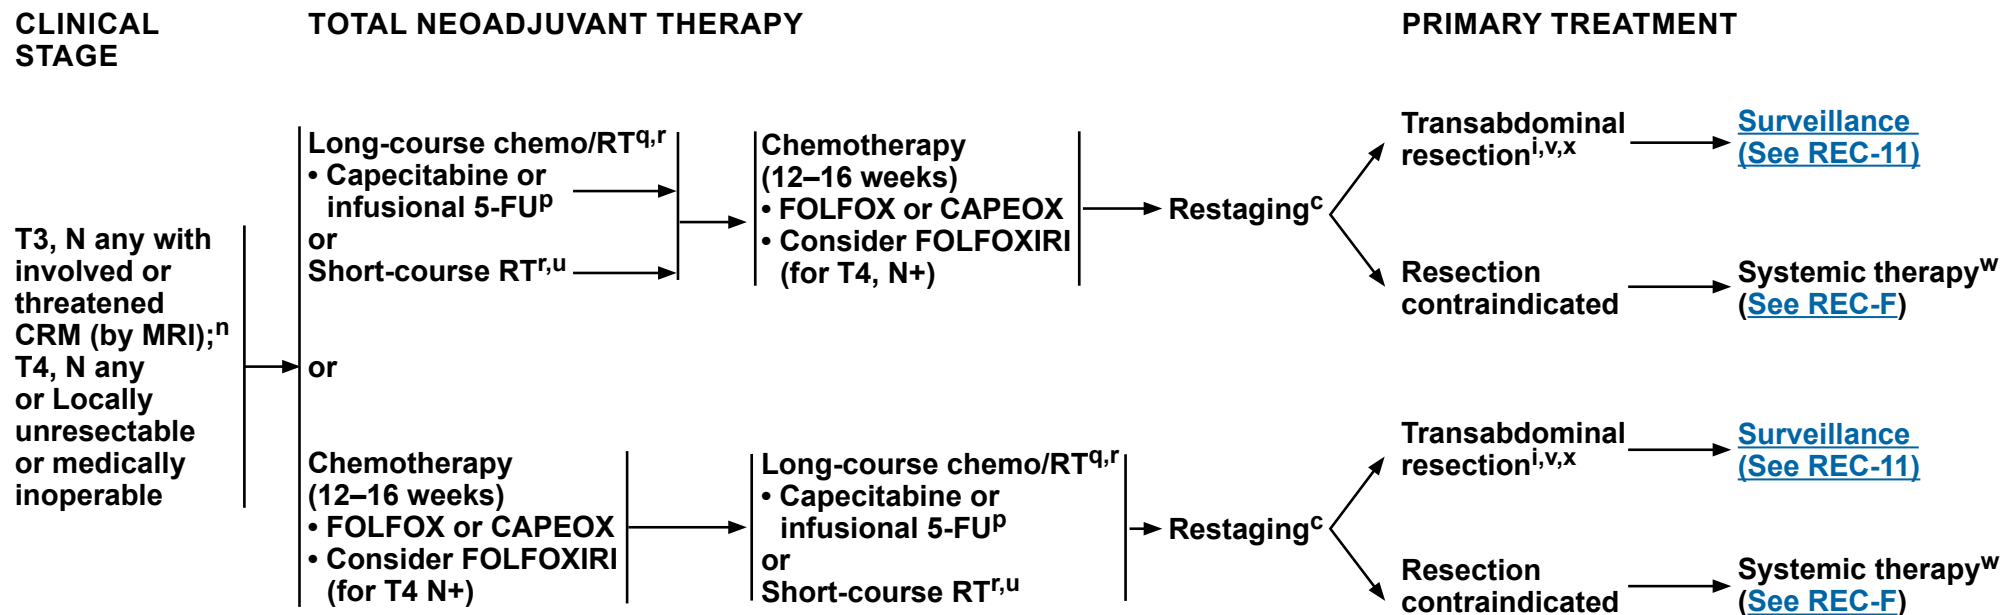 CLINICAL
STAGE
TOTAL NEOADJUVANT THERAPY
PRIMARY TREATMENT
T3, N any with
involved or
threatened
CRM (by MRI);n
T4, N any
or Locally
unresectable
or medically
inoperable
Long-course chemo/RTq,r
• Capecitabine or
infusional 5-FUp
or
Short-course RTr,u
Chemotherapy
(12–16 weeks)
• FOLFOX or CAPEOX
• Consider FOLFOXIRI
(for T4, N+)
Restagingc
Transabdominal
resectioni,v,x
Surveillance
(See REC-11)
Resection
contraindicated
Systemic therapyw
(See REC-F)
or
Chemotherapy
(12–16 weeks)
• FOLFOX or CAPEOX
• Consider FOLFOXIRI
(for T4 N+)
Long-course chemo/RTq,r
• Capecitabine or
infusional 5-FUp
or
Short-course RTr,u
Restagingc
Transabdominal
resectioni,v,x
Surveillance
(See REC-11)
Resection
contraindicated
Systemic therapyw
(See REC-F)